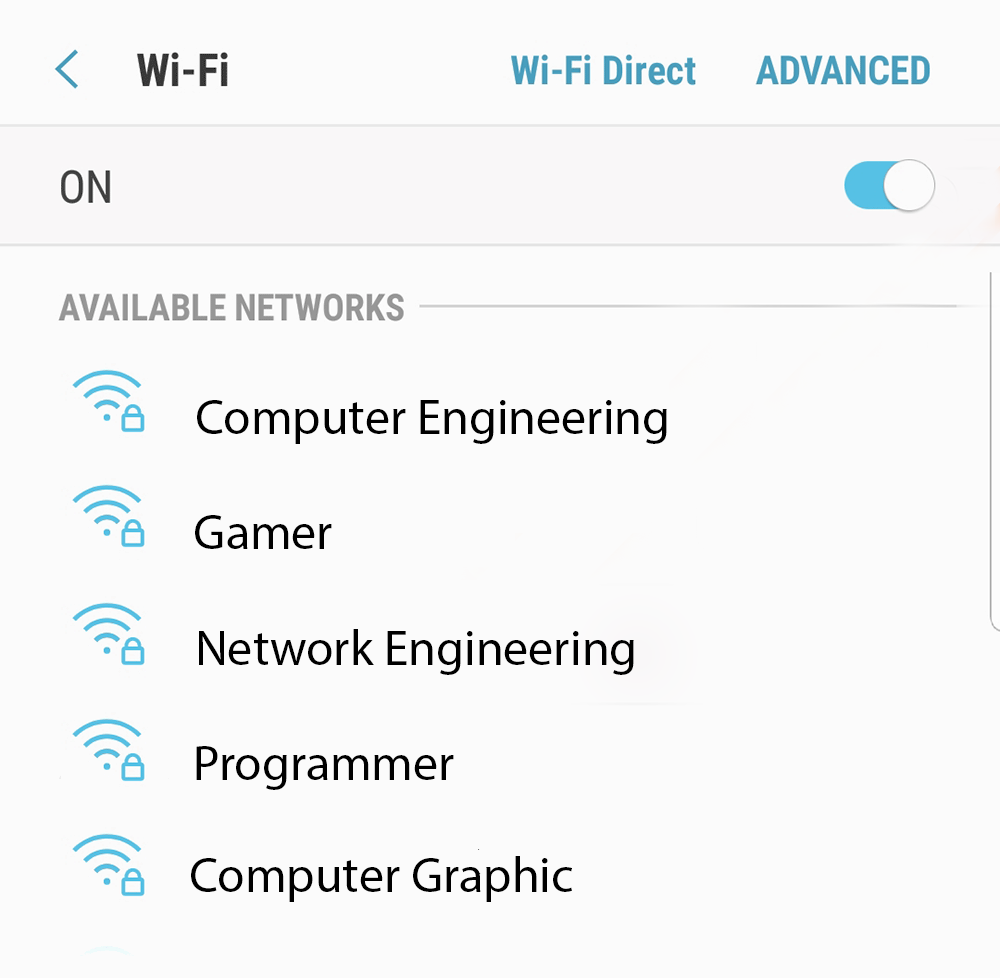 Wi-Fi Wi-Fi Direct ADVANCED
ON
AVAILABLE NETWORKS
Computer Engineering
Gamer
Network Engineering
Programmer
Computer Graphic